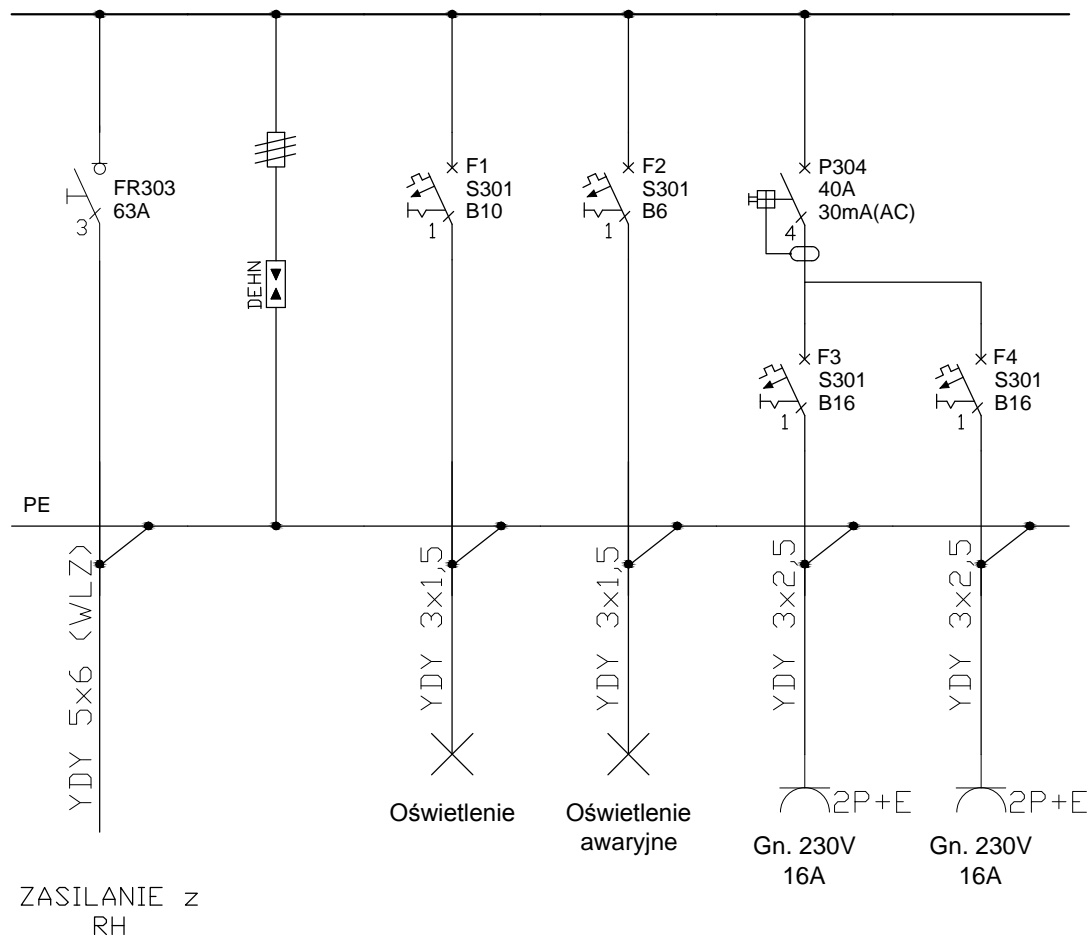 FR303
63A
3
DEHN
F1
S301
B10
1
F2
S301
B6
1
P304
40A
30mA(AC)
4
F3
S301
B16
1
F4
S301
B16
1
PE
YDY 5x6 (WLZ)
YDY 3x1,5
YDY 3x1,5
YDY 3x2,5
YDY 3x2,5
Oświetlenie
Oświetlenie
awaryjne
2P+E
Gn. 230V
16A
2P+E
Gn. 230V
16A
ZASILANIE z
RH